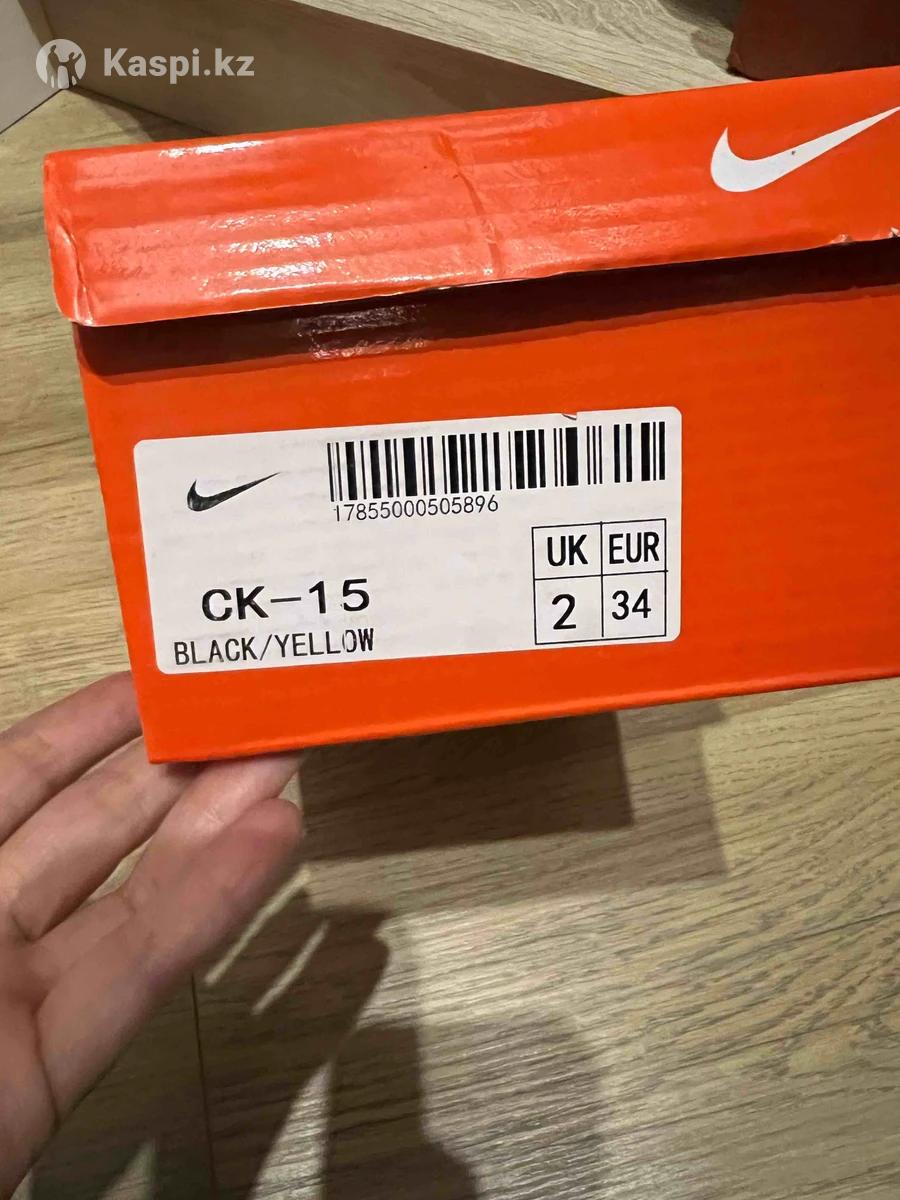 Kaspi.kz
17855000505896
UK EUR
2 34
CK-15
BLACK/YELLOW